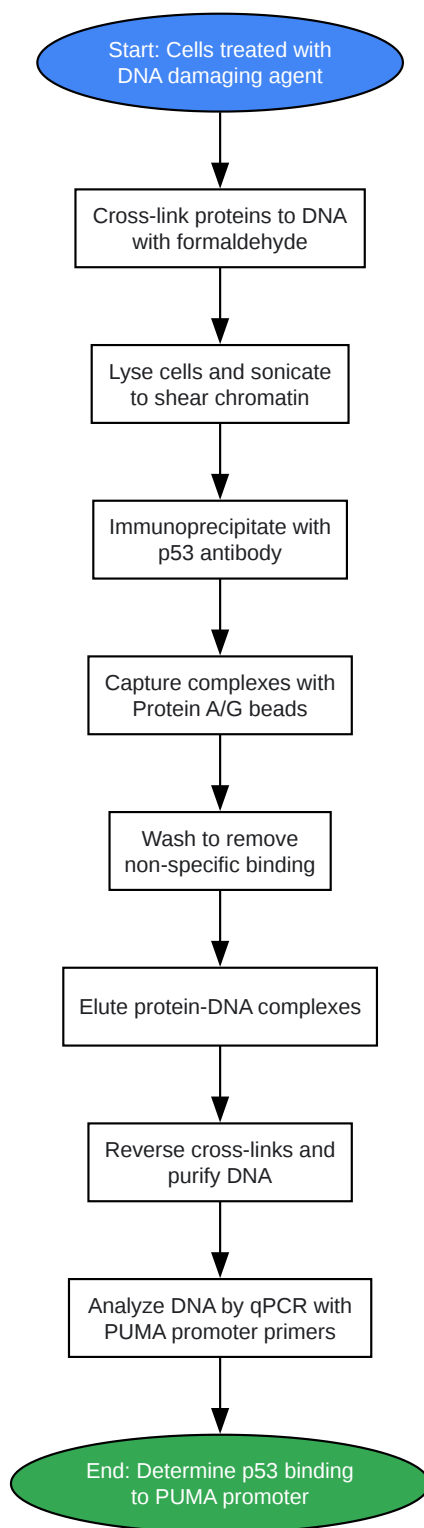 Start: Cells treated with
DNA damaging agent
Cross-link proteins to DNA
with formaldehyde
Lyse cells and sonicate
to shear chromatin
Immunoprecipitate with
p53 antibody
Capture complexes with
Protein A/G beads
Wash to remove
non-specific binding
Elute protein-DNA complexes
Reverse cross-links and
purify DNA
Analyze DNA by qPCR with
PUMA promoter primers
End: Determine p53 binding
to PUMA promoter